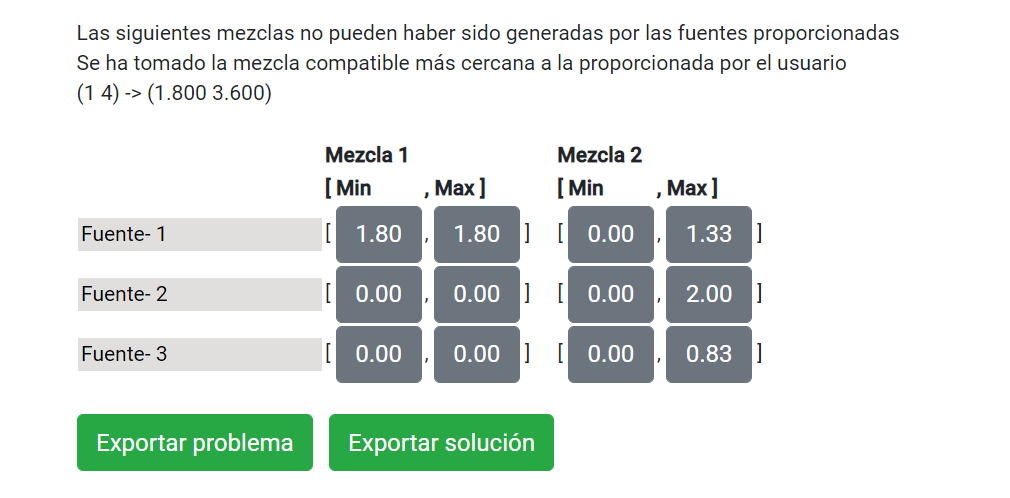 Las siguientes mezclas no pueden haber sido generadas por las fuentes proporcionadas
Se ha tomado la mezcla compatible más cercana a la proporcionada por el usuario
(1 4) -> (1.800 3.600)
Mezcla 1 Mezcla 2
[ Min , Max ] [ Min , Max ]
Fuente- 1 [ 1.80 , 1.80 ] [ 0.00 , 1.33 ]
Fuente- 2 [ 0.00 , 0.00 ] [ 0.00 , 2.00 ]
Fuente- 3 [ 0.00 , 0.00 ] [ 0.00 , 0.83 ]
Exportar problema Exportar solución